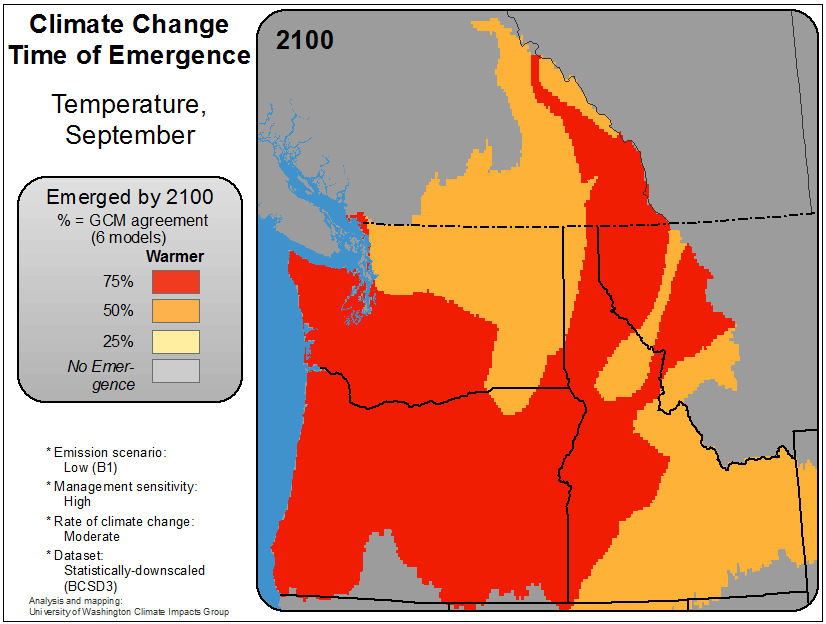 Climate Change
Time of Emergence
Temperature,
September
Emerged by 2100
% = GCM agreement
(6 models)
Warmer
75%
50%
25%
No Emer-
gence
* Emission scenario:
Low (B1)
* Management sensitivity:
High
* Rate of climate change:
Moderate
* Dataset:
Statistically-downscaled
(BCSD3)
Analysis and mapping:
University of Washington Climate Impacts Group
2100